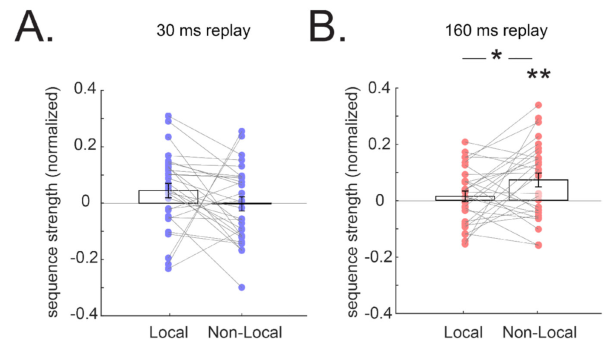 A.
30 ms replay
sequence strength (normalized)
0.4
0.2
0
-0.2
-0.4
Local Non-Local
B.
160 ms replay
*
**
sequence strength (normalized)
0.4
0.2
0
-0.2
-0.4
Local Non-Local